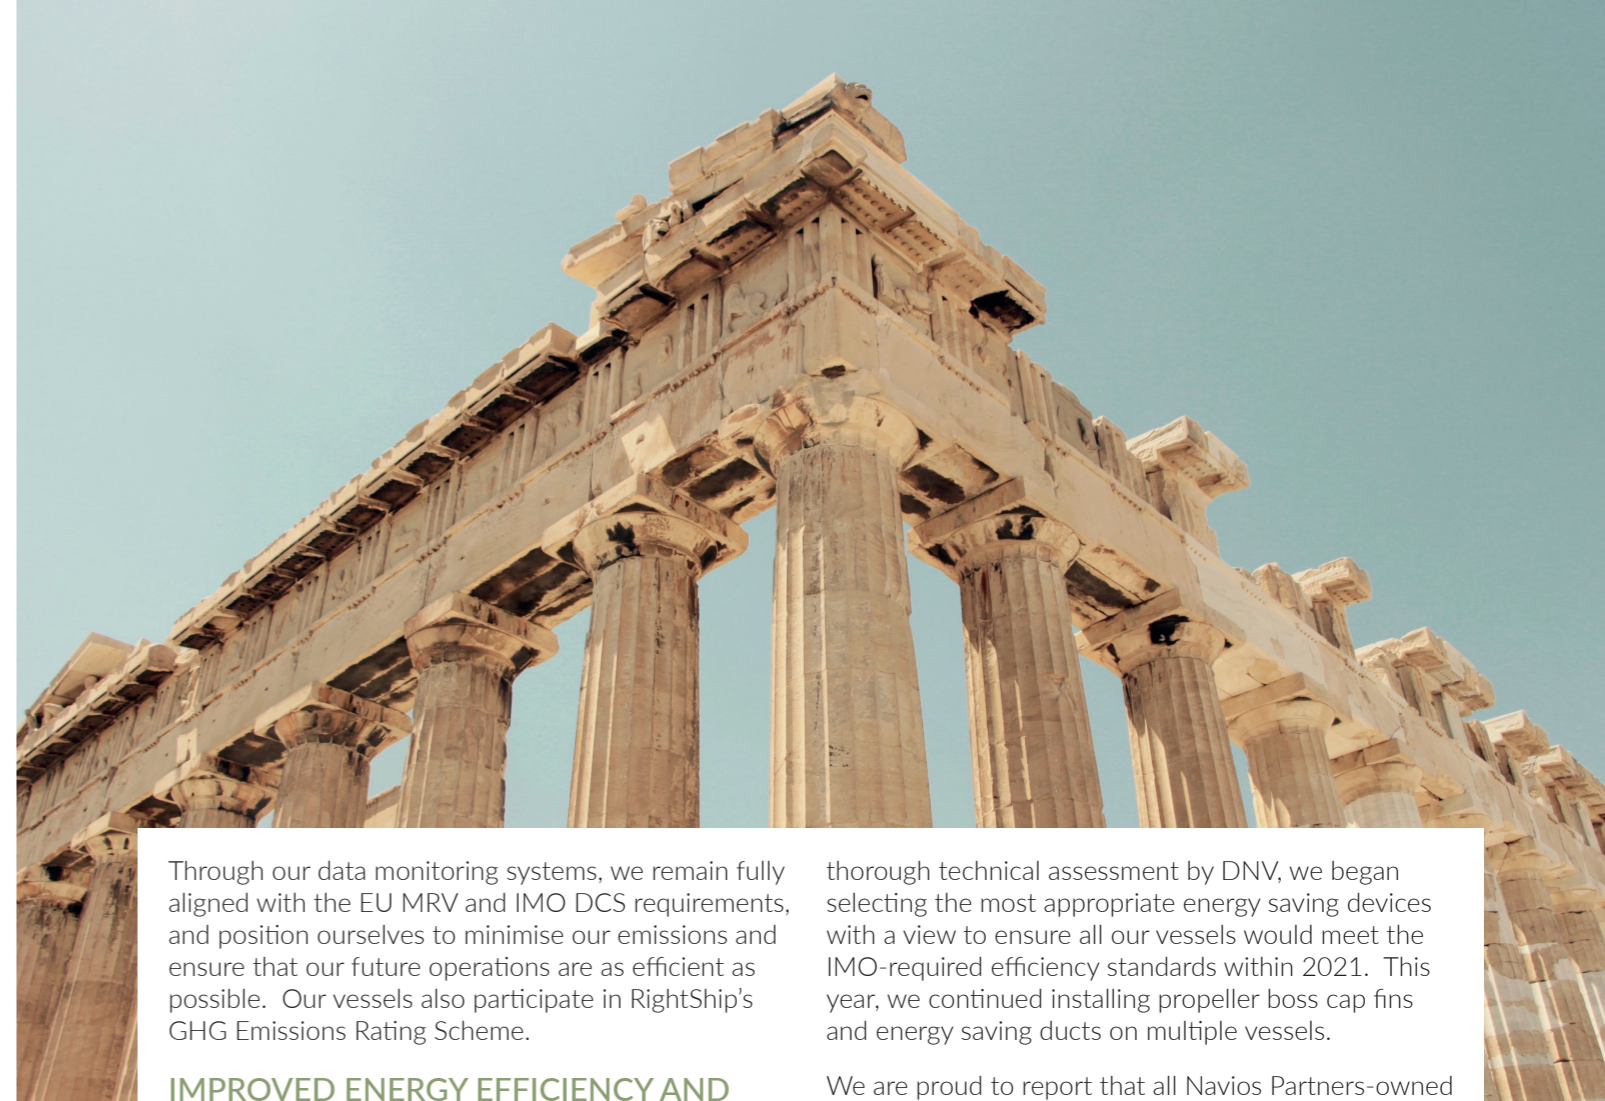 Through our data monitoring systems, we remain fully
aligned with the EU MRV and IMO DCS requirements,
and position ourselves to minimise our emissions and
ensure that our future operations are as efficient as
possible.  Our vessels also participate in RightShip’s
GHG Emissions Rating Scheme.
IMPROVED ENERGY EFFICIENCY AND
thorough technical assessment by DNV, we began
selecting the most appropriate energy saving devices
with a view to ensure all our vessels would meet the
IMO-required efficiency standards within 2021.  This
year, we continued installing propeller boss cap fins
and energy saving ducts on multiple vessels.
We are proud to report that all Navios Partners-owned